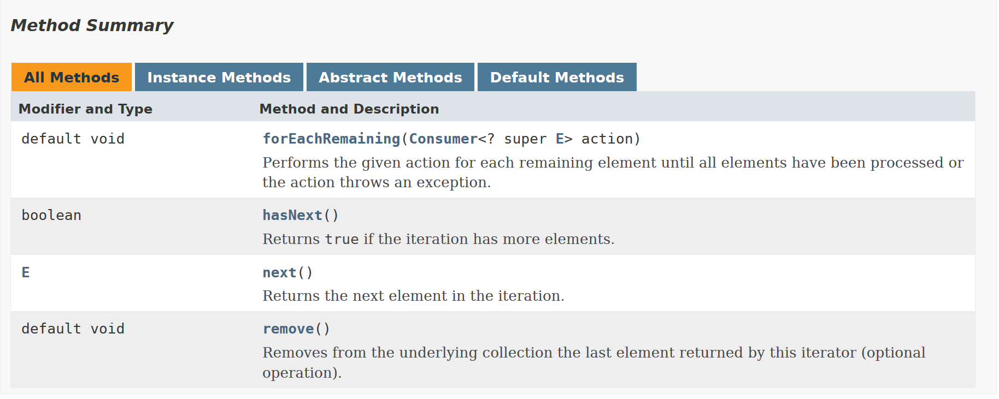 Method Summary
All Methods Instance Methods Abstract Methods Default Methods
Modifier and Type Method and Description
default void forEachRemaining(Consumer<? super E> action)
Performs the given action for each remaining element until all elements have been processed or
the action throws an exception.
boolean hasNext()
Returns true if the iteration has more elements.
E next()
Returns the next element in the iteration.
default void remove()
Removes from the underlying collection the last element returned by this iterator (optional
operation).